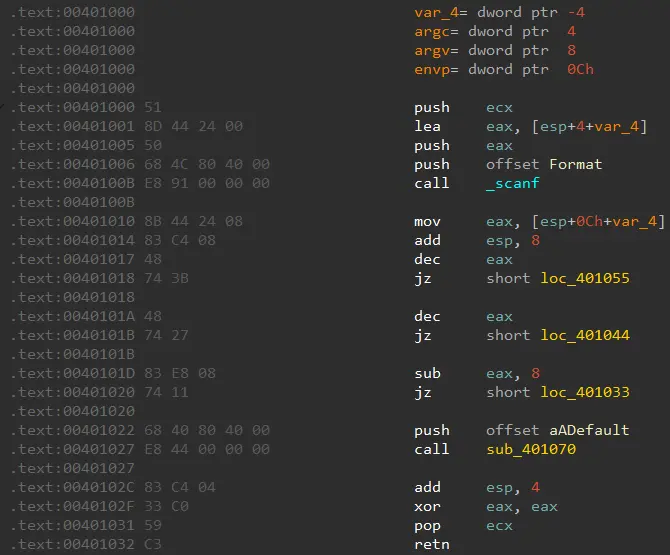 .text:00401000 var_4= dword ptr -4
.text:00401000 argc= dword ptr 4
.text:00401000 argv= dword ptr 8
.text:00401000 envp= dword ptr 0Ch
.text:00401000
.text:00401000 51 push ecx
.text:00401001 8D 44 24 00 lea eax, [esp+4+var_4]
.text:00401005 50 push eax
.text:00401006 68 4C 80 40 00 push offset Format
.text:0040100B E8 91 00 00 00 call _scanf
.text:0040100B
.text:00401010 8B 44 24 08 mov eax, [esp+0Ch+var_4]
.text:00401014 83 C4 08 add esp, 8
.text:00401017 48 dec eax
.text:00401018 74 3B jz short loc_401055
.text:00401018
.text:0040101A 48 dec eax
.text:0040101B 74 27 jz short loc_401044
.text:0040101B
.text:0040101D 83 E8 08 sub eax, 8
.text:00401020 74 11 jz short loc_401033
.text:00401020
.text:00401022 68 40 80 40 00 push offset aADefault
.text:00401027 E8 44 00 00 00 call sub_401070
.text:00401027
.text:0040102C 83 C4 04 add esp, 4
.text:0040102F 33 C0 xor eax, eax
.text:00401031 59 pop ecx
.text:00401032 C3 retn